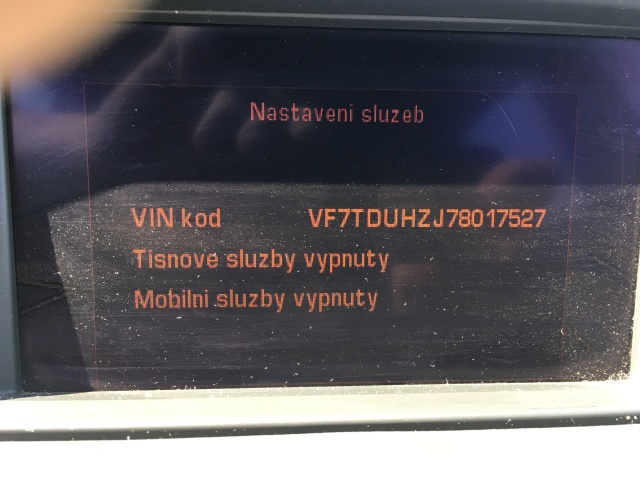 Nastaveni sluzeb
VIN kod VF7TDUHZJ78017527
Tisnove sluzby vypnuty
Mobilni sluzby vypnuty